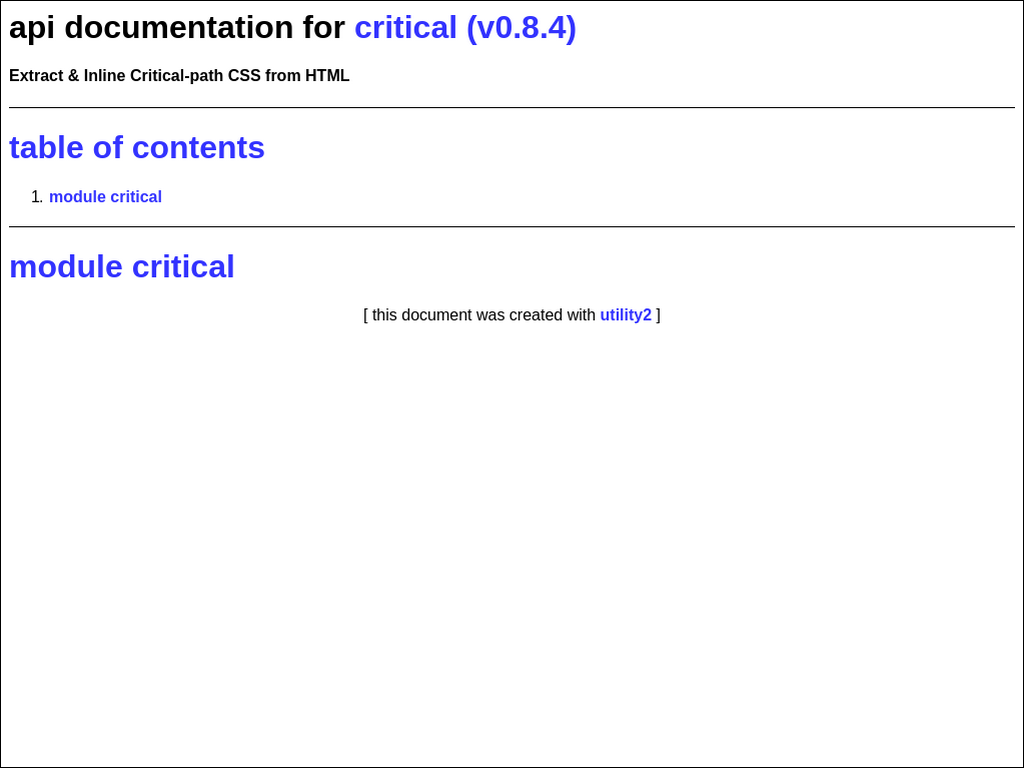 api documentation for critical (v0.8.4)
Extract & Inline Critical-path CSS from HTML
table of contents
1. module critical
module critical
[ this document was created with utility2 ]